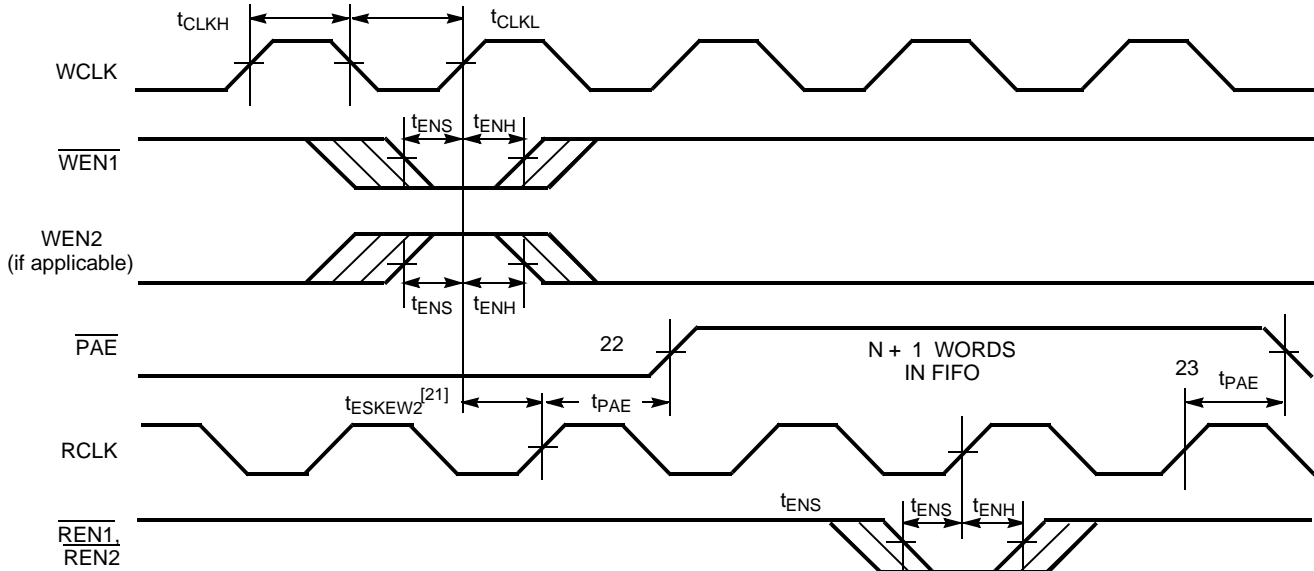 tCLKH
tCLKL
WCLK
tENS
tENH
WEN1
WEN2
(if applicable)
tENS
tENH
PAE
22
N + 1 WORDS
IN FIFO
23
tPAE
tESKEW2[21]
tPAE
RCLK
tENS
tENS
tENH
REN1,
REN2